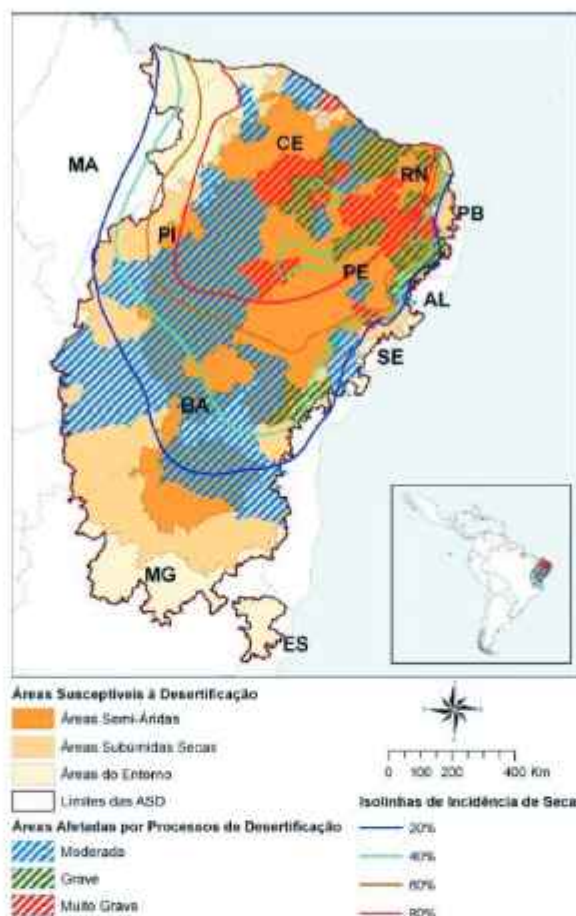 MA
CE
RN
PB
PI
PE
AL
SE
BA
MG
ES
Áreas Susceptíveis à Desertificação
Áreas Semi-Áridas
Áreas Subúmidas Secas
Áreas do Entorno
Limites das ASD
Áreas Afetadas por Processos de Desertificação
Moderada
Grave
Muito Grave
0 100 200 400 Km
Isolinhas de Incidência de Seca
20%
40%
60%
80%